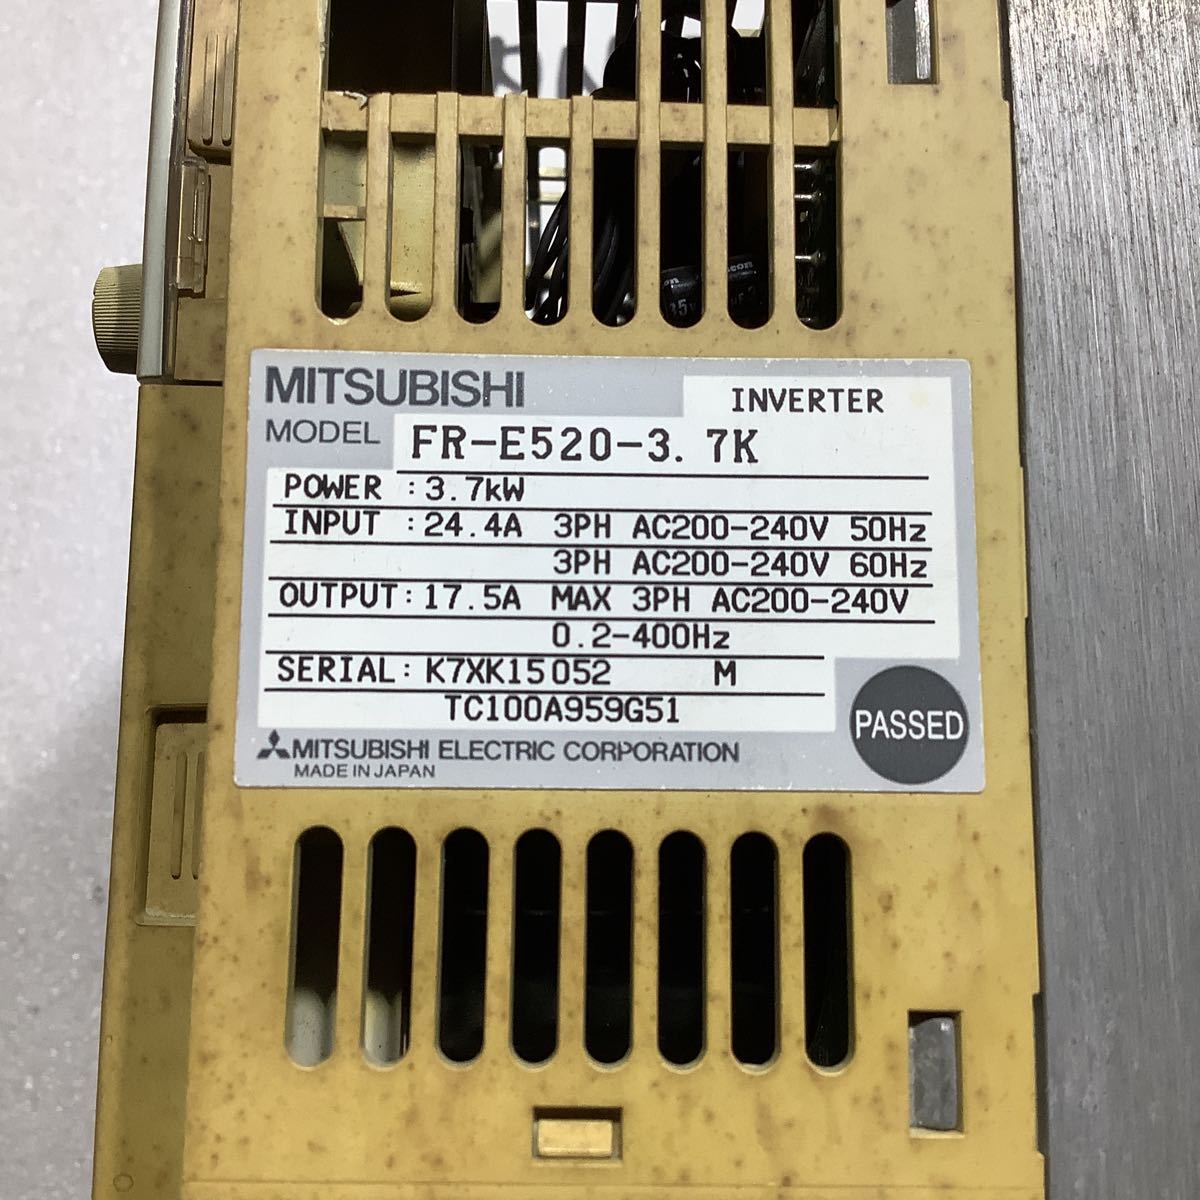 MITSUBISHI
INVERTER
MODEL FR-E520-3.7K
POWER :3.7kW
INPUT :24.4A 3PH AC200-240V 50Hz
3PH AC200-240V 60Hz
OUTPUT:17.5A MAX 3PH AC200-240V
0.2-400Hz
SERIAL:K7XK15052 M
TC100A959G51
PASSED
MITSUBISHI ELECTRIC CORPORATION
MADE IN JAPAN